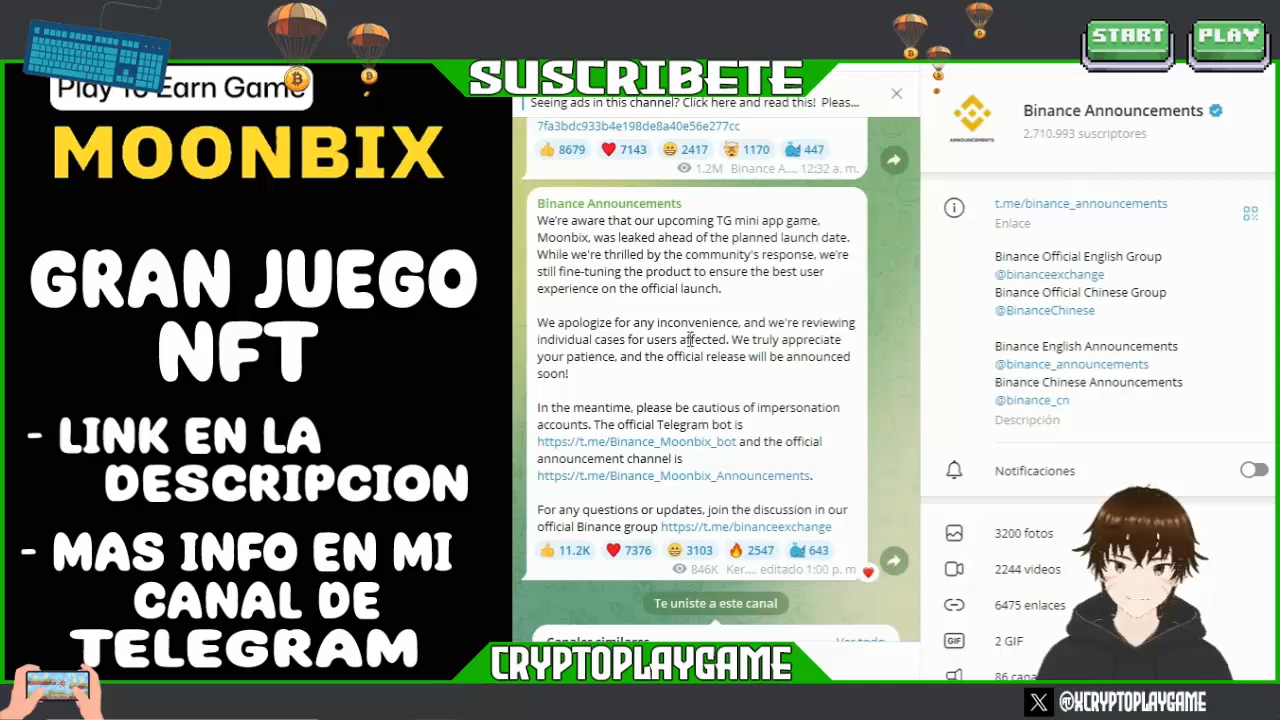 START PLAY
Play To Earn Game
MOONBIX
GRAN JUEGO
NFT
- LINK EN LA
DESCRIPCION
- MAS INFO EN MI
CANAL DE
TELEGRAM
SUSCRIBETE
Seeing ads in this channel? Click here and read this! Pleas...
7fa3bdc933b4e198de8a40e56e277cc
8679 7143 2417 1170 447
1.2M Binance A.... 12:32 a. m.
Binance Announcements
We're aware that our upcoming TG mini app game,
Moonbix, was leaked ahead of the planned launch date.
While we're thrilled by the community's response, we're
still fine-tuning the product to ensure the best user
experience on the official launch.
We apologize for any inconvenience, and we're reviewing
individual cases for users affected. We truly appreciate
your patience, and the official release will be announced
soon!
In the meantime, please be cautious of impersonation
accounts. The official Telegram bot is
https://t.me/Binance_Moonbix_bot and the official
announcement channel is
https://t.me/Binance_Moonbix_Announcements.
For any questions or updates, join the discussion in our
official Binance group https://t.me/binanceexchange
11.2K 7376 3103 2547 643
846K Ker..., editado 1:00 p. m
Te uniste a este canal
Canales similares Ver todo
CRYPTOPLAYGAME
ANNOUNCEMENTS
Binance Announcements
2.710.993 suscriptores
t.me/binance_announcements
Enlace
Binance Official English Group
@binanceexchange
Binance Official Chinese Group
@BinanceChinese
Binance English Announcements
@binance_announcements
Binance Chinese Announcements
@binance_cn
Descripción
Notificaciones
3200 fotos
2244 videos
6475 enlaces
GIF 2 GIF
86
X @XCRYPTOPLAYGAME